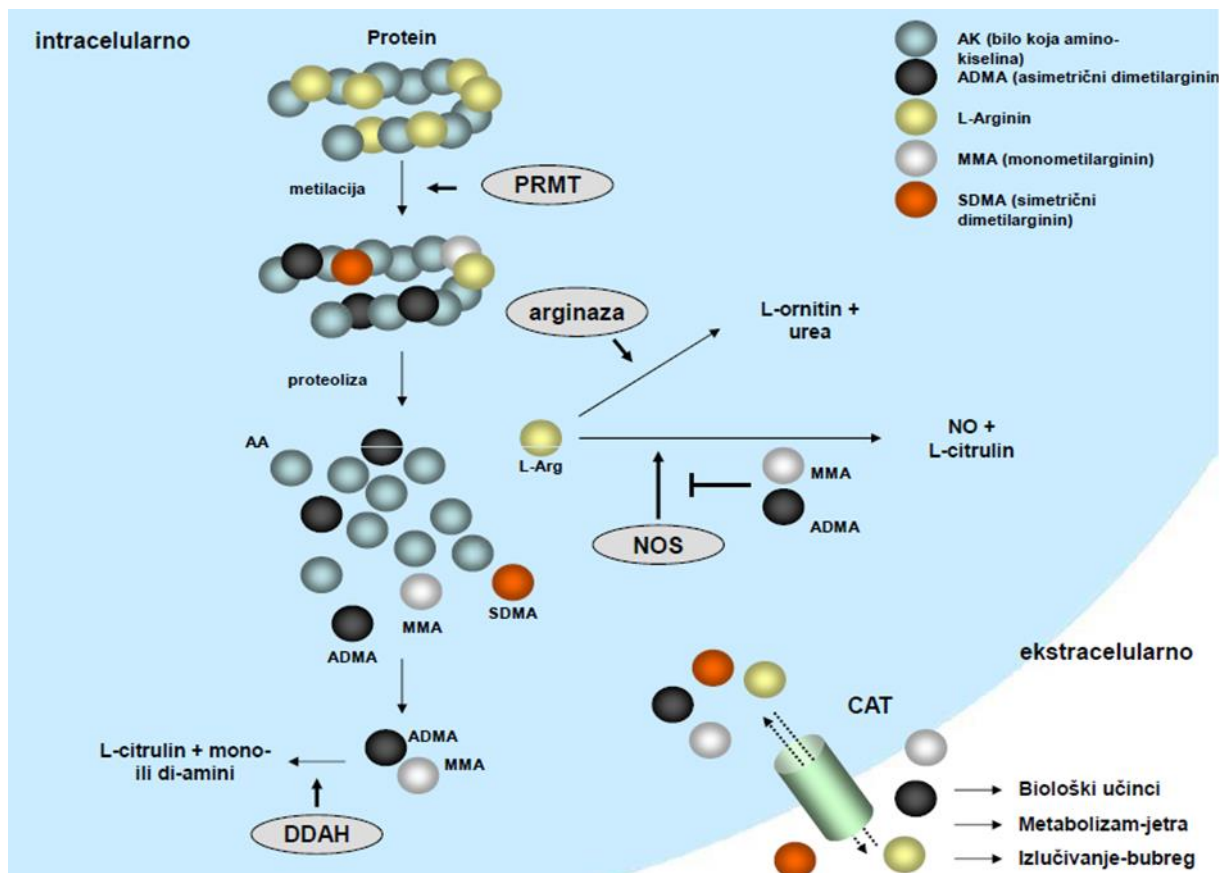 intracelularno
Protein
AK (bilo koja amino-
kiselina)
ADMA (asimetrični dimetilarginin
L-Arginin
MMA (monometilarginin)
SDMA (simetrični
dimetilarginin)
metilacija
PRMT
arginaza
L-ornitin +
urea
proteoliza
AA
L-Arg
NO +
L-citrulin
MMA
ADMA
NOS
SDMA
MMA
ADMA
ekstracelularno
CAT
L-citrulin + mono-
ili di-amini
ADMA
MMA
DDAH
Biološki učinci
Metabolizam-jetra
Izlučivanje-bubreg